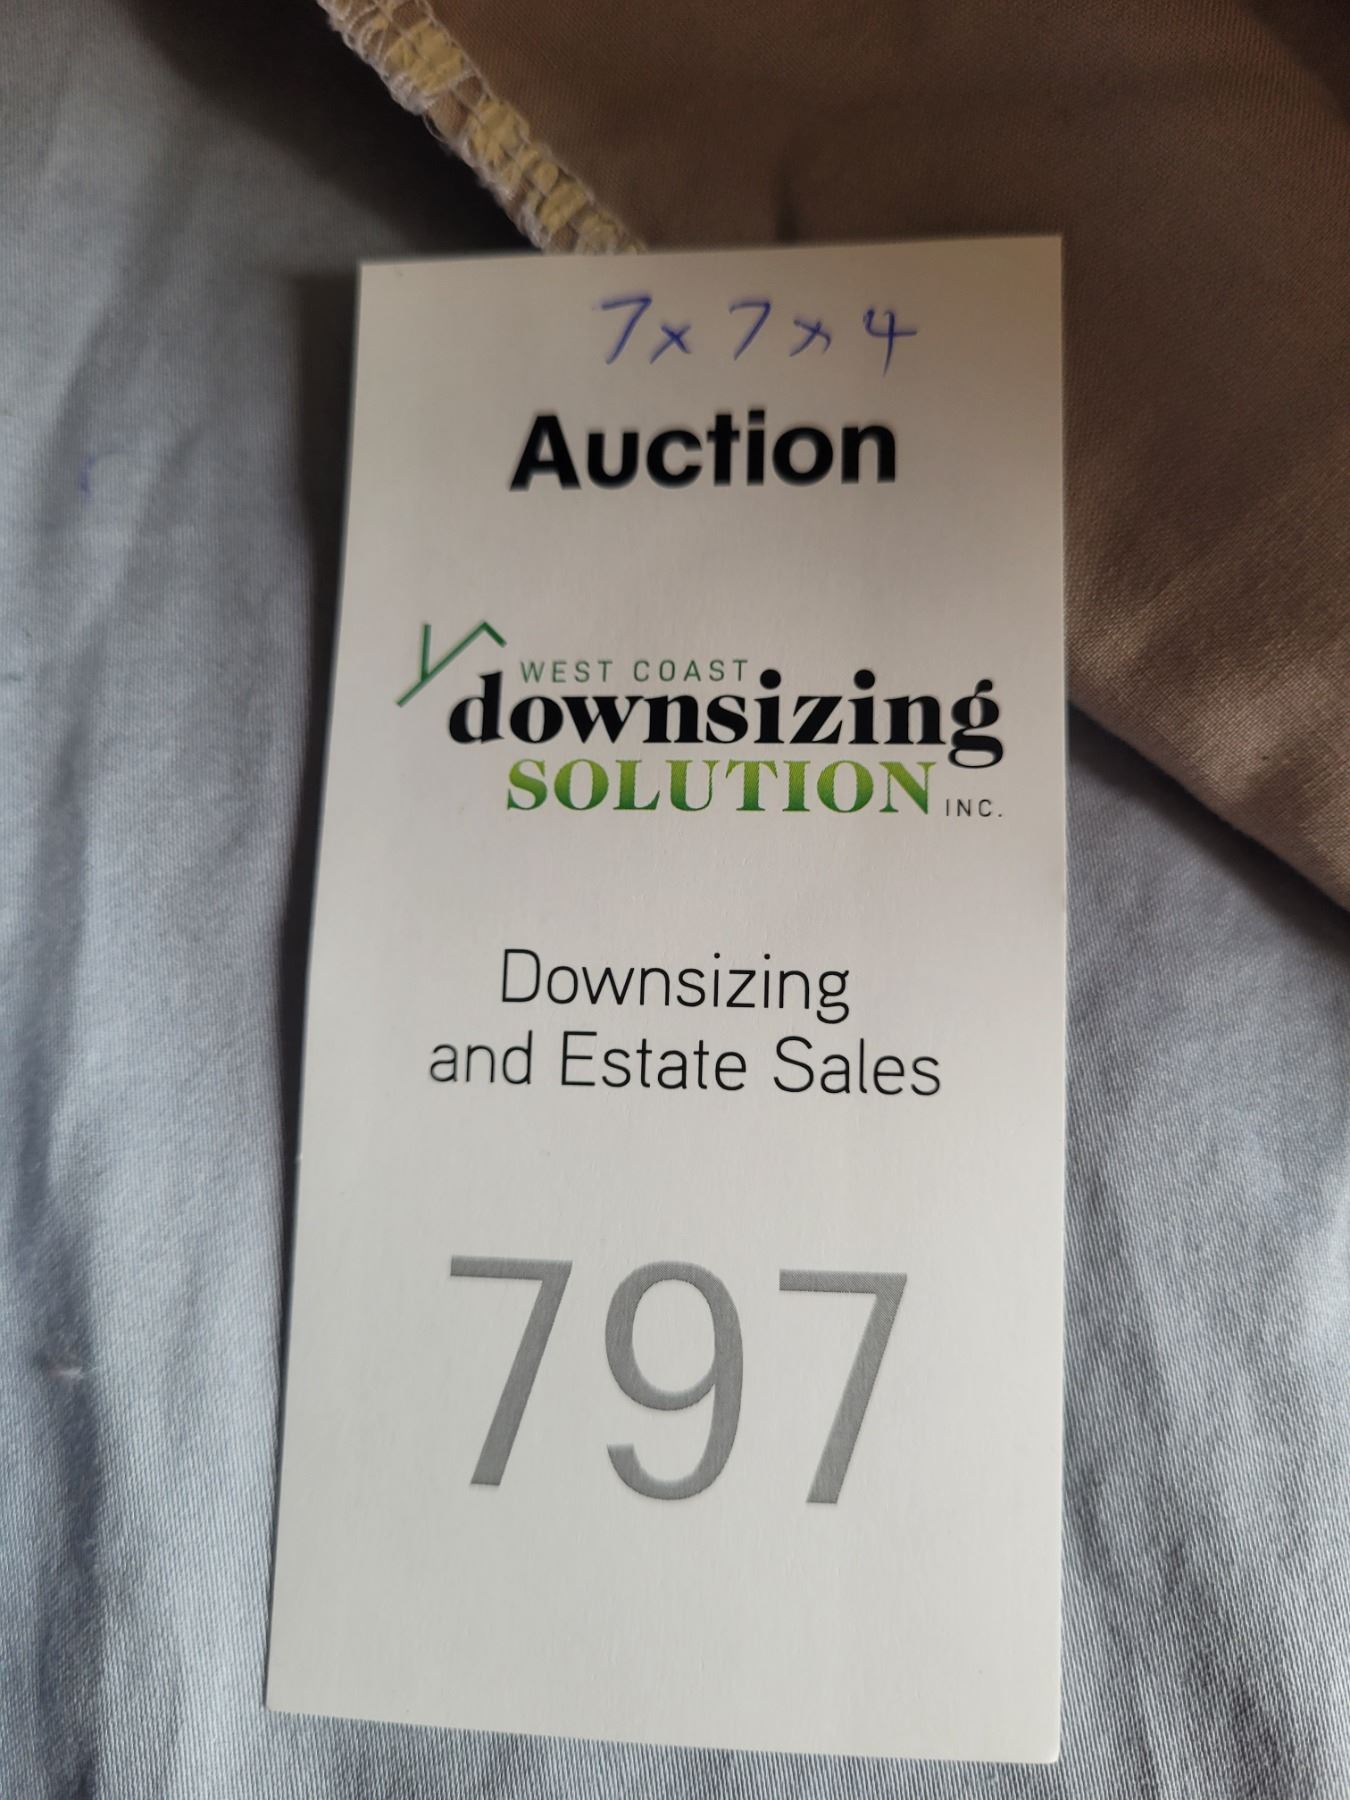 7x7x4
Auction
WEST COAST
downsizing
SOLUTION INC.
Downsizing
and Estate Sales
797